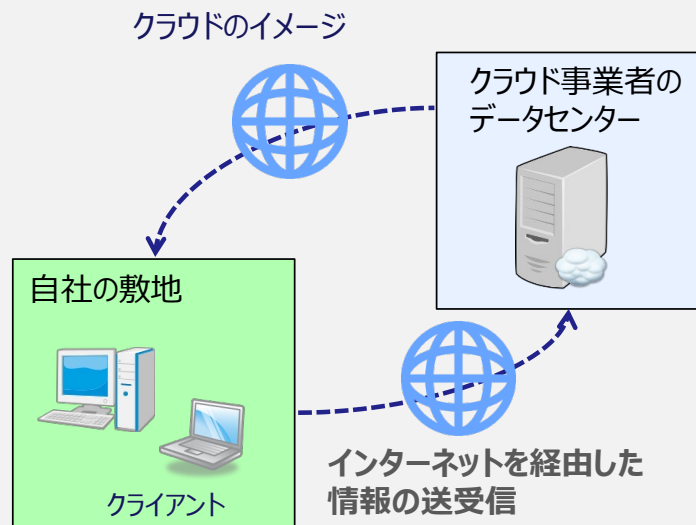 クラウドのイメージ
クラウド事業者の
データセンター
自社の敷地
クライアント
インターネットを経由した
情報の送受信